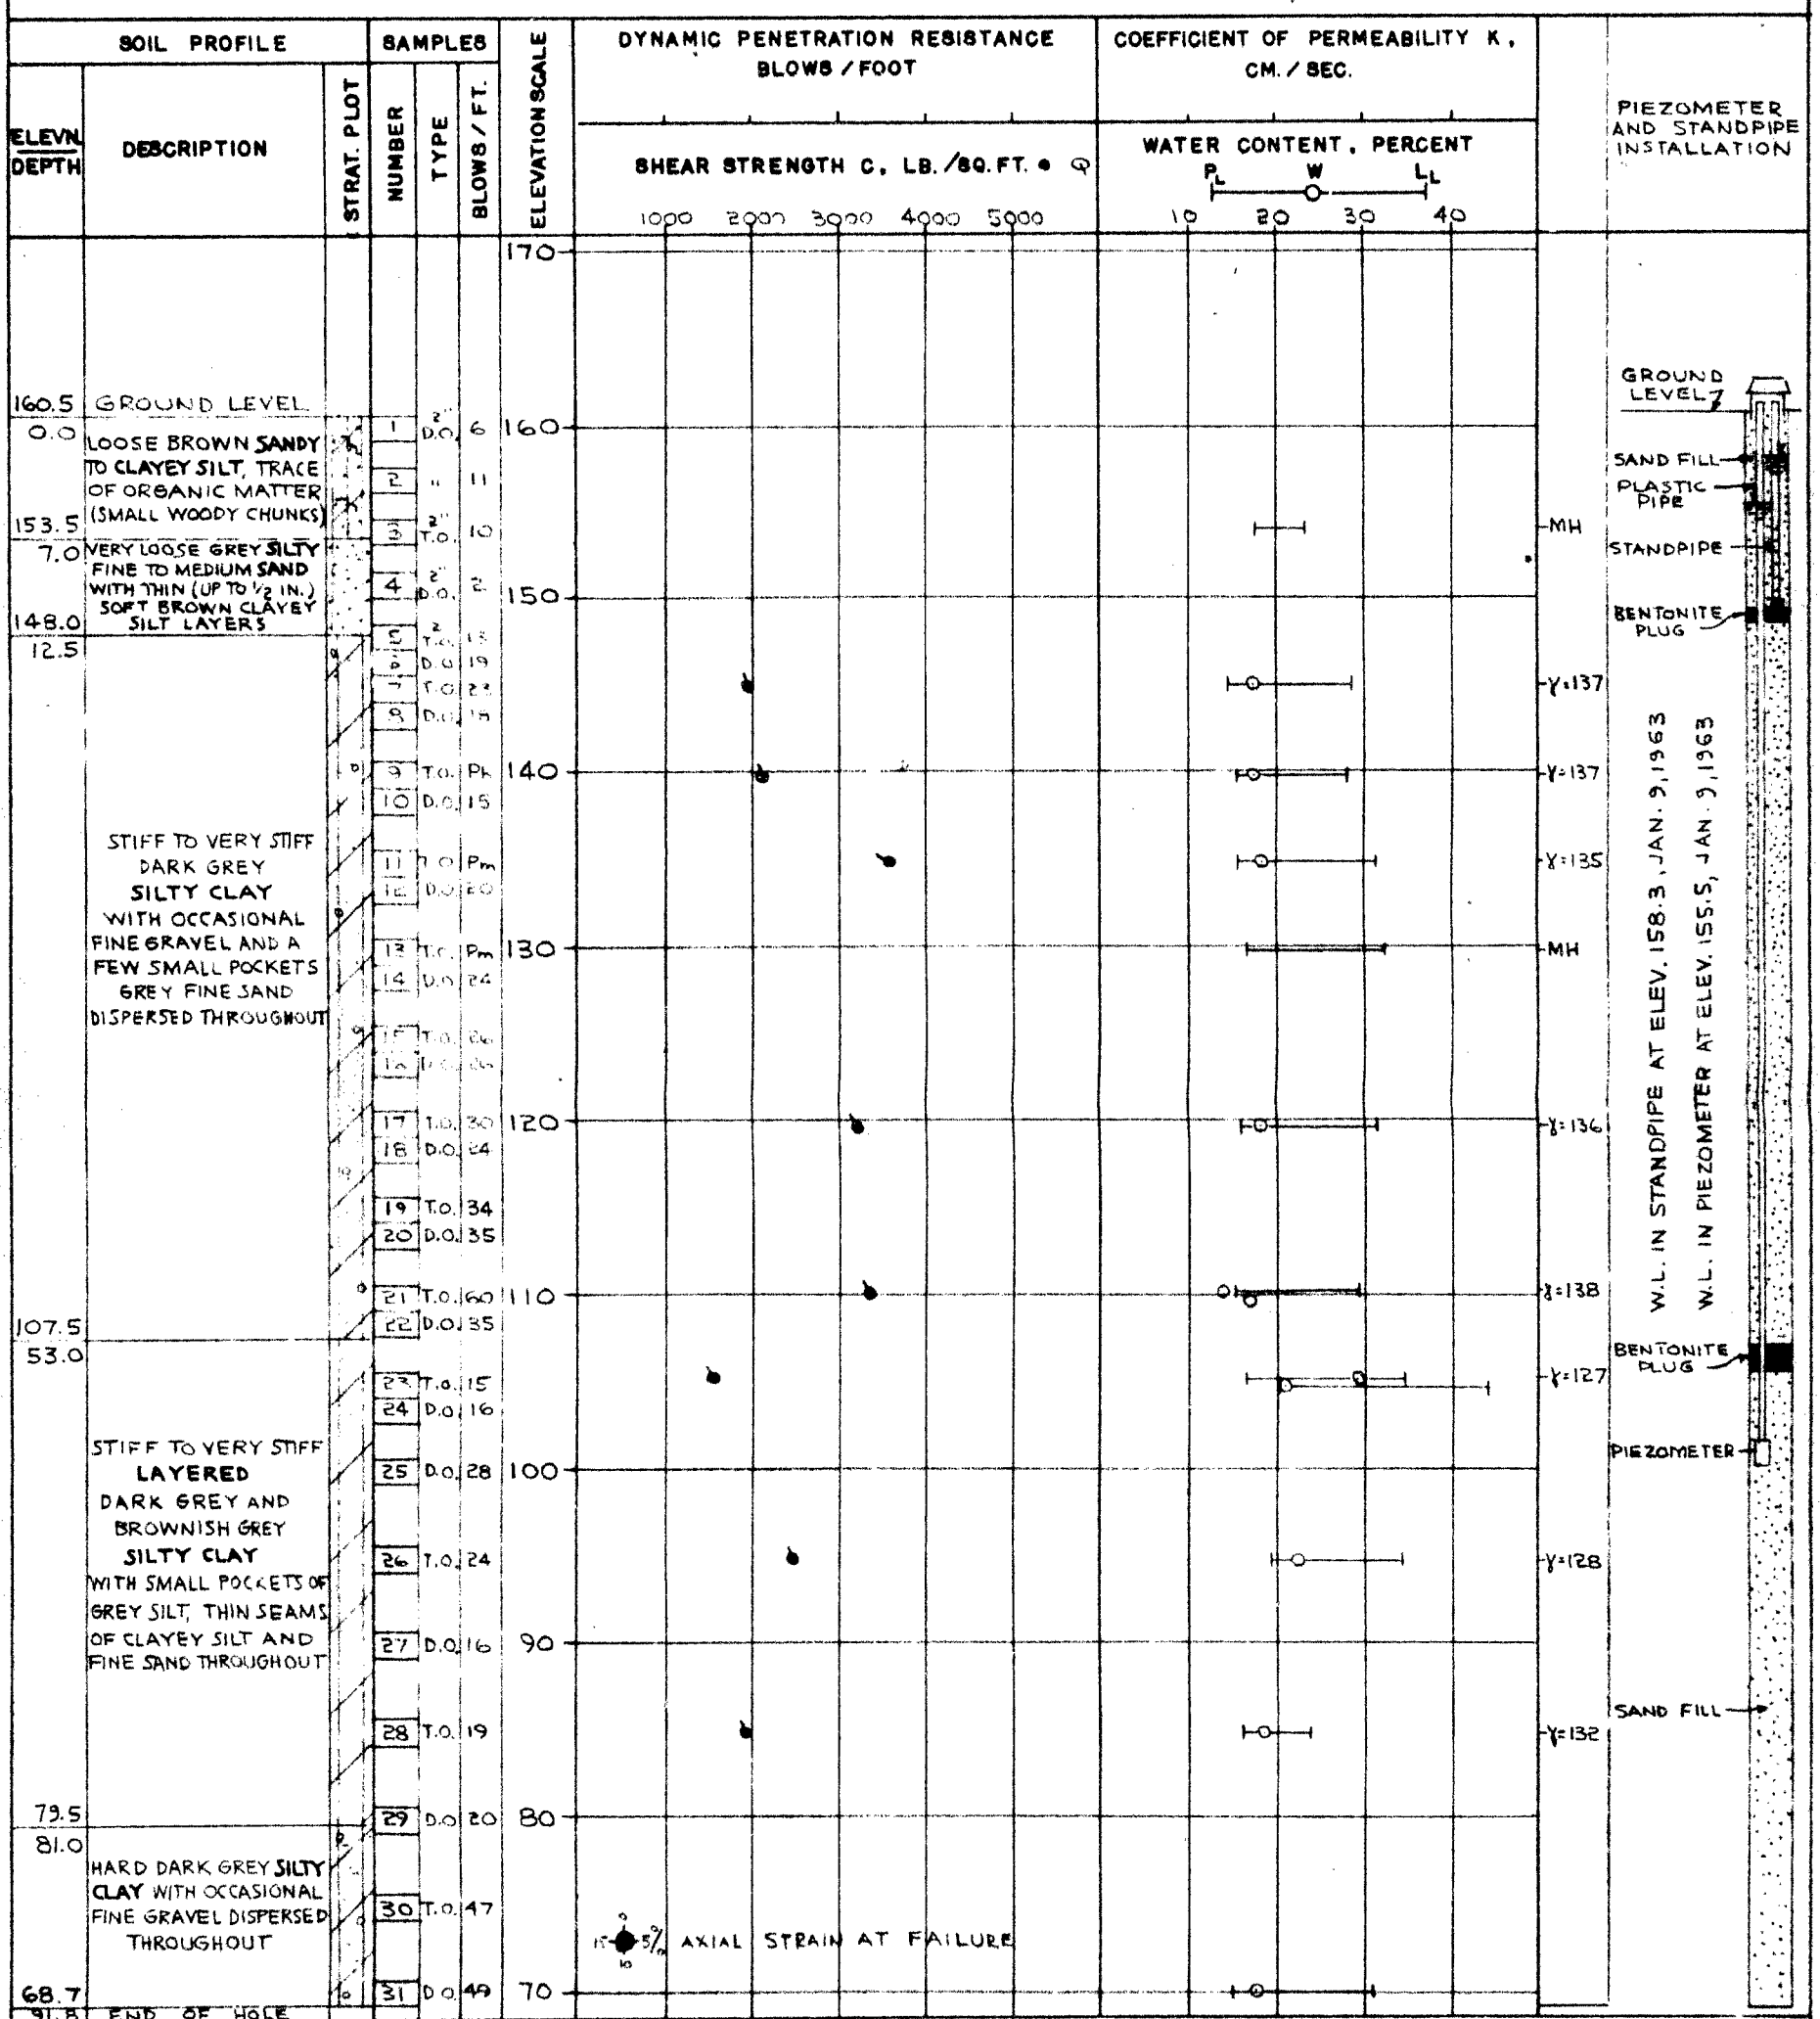 SOIL PROFILE
SAMPLES
ELEVATION SCALE
DYNAMIC PENETRATION RESISTANCE
BLOWS / FOOT
COEFFICIENT OF PERMEABILITY K,
CM. / SEC.
PIEZOMETER
AND STANDPIPE
INSTALLATION
ELEVN.
DEPTH
DESCRIPTION
STRAT. PLOT
NUMBER
TYPE
BLOWS / FT.
SHEAR STRENGTH C, LB./SQ.FT. • Q
WATER CONTENT, PERCENT
PL W LL
1000 2000 3000 4000 5000
10 20 30 40
170
160
150
140
130
120
110
100
90
80
70
160.5 GROUND LEVEL
0.0
LOOSE BROWN SANDY
TO CLAYEY SILT, TRACE
OF ORGANIC MATTER
(SMALL WOODY CHUNKS)
153.5
7.0
VERY LOOSE GREY SILTY
FINE TO MEDIUM SAND
WITH THIN (UP TO 1/2 IN.)
SOFT BROWN CLAYEY
SILT LAYERS
148.0
12.5
STIFF TO VERY STIFF
DARK GREY
SILTY CLAY
WITH OCCASIONAL
FINE GRAVEL AND A
FEW SMALL POCKETS
GREY FINE SAND
DISPERSED THROUGHOUT
107.5
53.0
STIFF TO VERY STIFF
LAYERED
DARK GREY AND
BROWNISH GREY
SILTY CLAY
WITH SMALL POCKETS OF
GREY SILT, THIN SEAMS
OF CLAYEY SILT AND
FINE SAND THROUGHOUT
79.5
81.0
HARD DARK GREY SILTY
CLAY WITH OCCASIONAL
FINE GRAVEL DISPERSED
THROUGHOUT
68.7
91.8 END OF HOLE
1 2" D.O. 6
2 " 11
3 2" T.O. 10
4 2" D.O. 2
5 2 T.O. 13
D.O. 19
7 T.O. 23
8 D.O.
9 T.O.
10 D.O. 15
11 T.O. Pm
12 D.O. 20
13 T.O. Pm
14 D.O. 24
15 T.O. 26
16 D.O. 26
17 T.O. 30
18 D.O. 24
19 T.O. 34
20 D.O. 35
21 T.O. 60
22 D.O. 35
23 T.O. 15
24 D.O. 16
25 D.O. 28
26 T.O. 24
27 D.O. 16
28 T.O. 19
29 D.O. 20
30 T.O. 47
31 D.O. 49
0
15 5%
10
AXIAL STRAIN AT FAILURE
MH
γ=137
γ=137
γ=135
MH
γ=136
γ=138
γ=127
γ=128
γ=132
GROUND
LEVEL
SAND FILL
PLASTIC
PIPE
STANDPIPE
BENTONITE
PLUG
W.L. IN STANDPIPE AT ELEV. 158.3, JAN. 9, 1963
W.L. IN PIEZOMETER AT ELEV. 155.5, JAN. 9, 1963
BENTONITE
PLUG
PIEZOMETER
SAND FILL